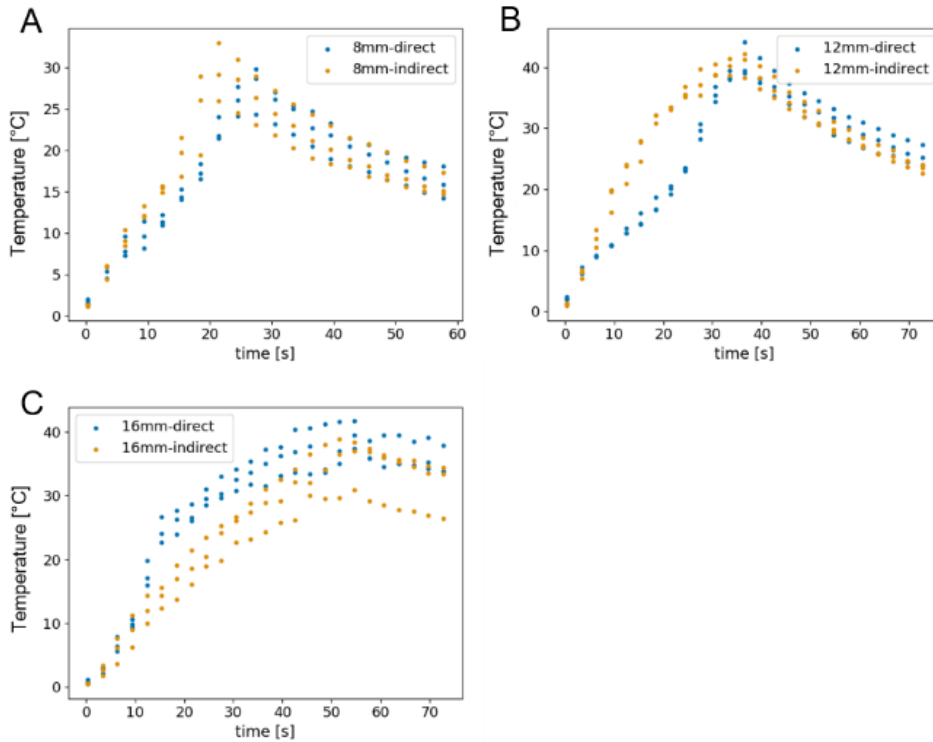 A
8mm-direct
8mm-indirect
Temperature [°C]
30
25
20
15
10
5
0
0 10 20 30 40 50 60
time [s]
B
12mm-direct
12mm-indirect
Temperature [°C]
40
30
20
10
0
0 10 20 30 40 50 60 70
time [s]
C
16mm-direct
16mm-indirect
Temperature [°C]
40
30
20
10
0
0 10 20 30 40 50 60 70
time [s]